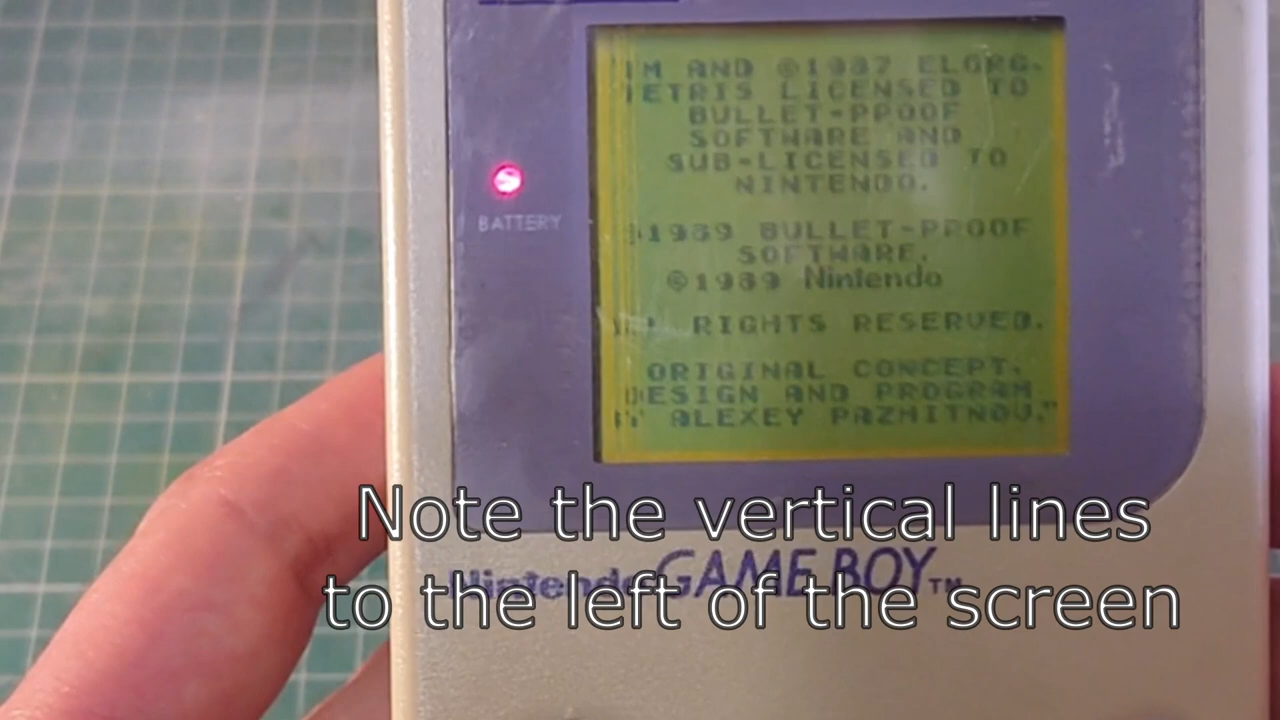 TM AND ©1987 ELORG.
TETRIS LICENSED TO
BULLET-PROOF
SOFTWARE AND
SUB-LICENSED TO
NINTENDO.
BATTERY
©1989 BULLET-PROOF
SOFTWARE.
©1989 Nintendo
ALL RIGHTS RESERVED.
ORIGINAL CONCEPT.
DESIGN AND PROGRAM
BY ALEXEY PAZHITNOV."
Note the vertical lines
Nintendo GAME BOY TM
to the left of the screen